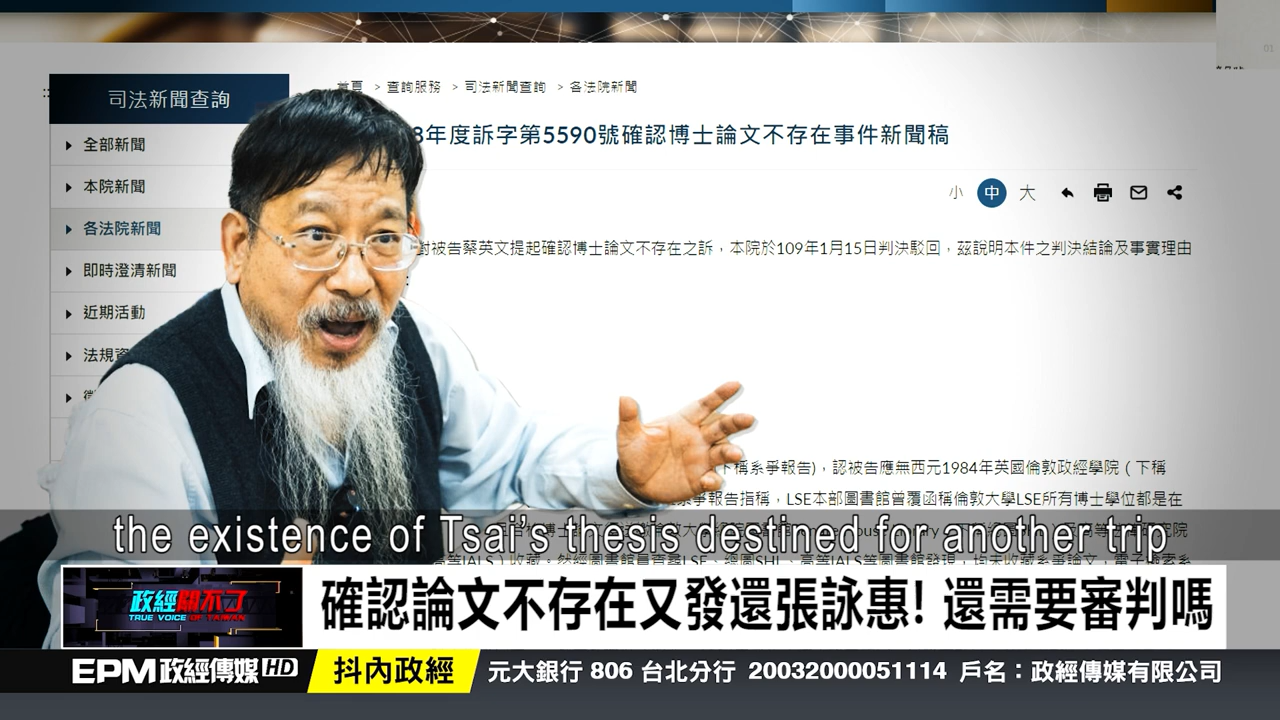 首頁 > 查詢服務 > 司法新聞查詢 > 各法院新聞
司法新聞查詢
8年度訴字第5590號確認博士論文不存在事件新聞稿
全部新聞
本院新聞
各法院新聞
即時澄清新聞
近期活動
法規資
小 中 大
對被告蔡英文提起確認博士論文不存在之訴，本院於109年1月15日判決駁回，茲說明本件之判決結論及事實理由
下稱系爭報告)，認被告應無西元1984年英國倫敦政經學院（下稱
爭報告指稱，LSE本部圖書館曾覆函稱倫敦大學LSE所有博士學位都是在
the existence of Tsai's thesis destined for another trip
政經關不了
TRUE VOICE OF TAIWAN
確認論文不存在又發還張詠惠! 還需要審判嗎
EPM政經傳媒HD
抖內政經
元大銀行 806 台北分行 20032000051114 戶名：政經傳媒有限公司